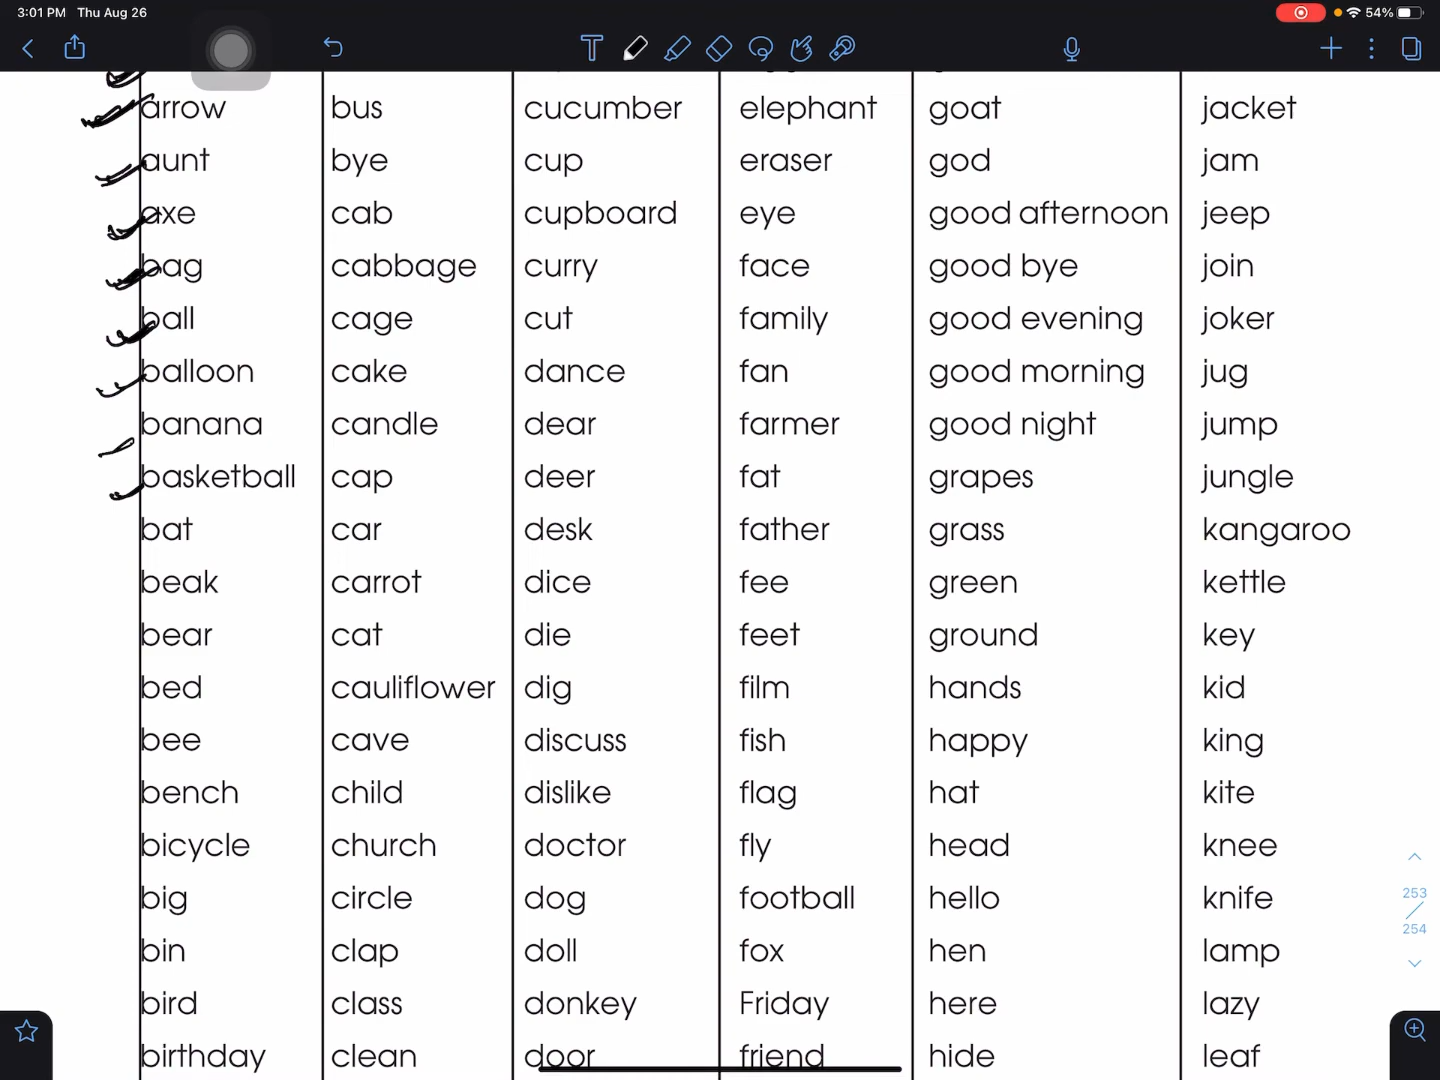 3:01 PM Thu Aug 26 54%
arrow bus cucumber elephant goat jacket
aunt bye cup eraser god jam
axe cab cupboard eye good afternoon jeep
bag cabbage curry face good bye join
ball cage cut family good evening joker
balloon cake dance fan good morning jug
banana candle dear farmer good night jump
basketball cap deer fat grapes jungle
bat car desk father grass kangaroo
beak carrot dice fee green kettle
bear cat die feet ground key
bed cauliflower dig film hands kid
bee cave discuss fish happy king
bench child dislike flag hat kite
bicycle church doctor fly head knee
big circle dog football hello knife
bin clap doll fox hen lamp
bird class donkey Friday here lazy
birthday clean door friend hide leaf
253
254